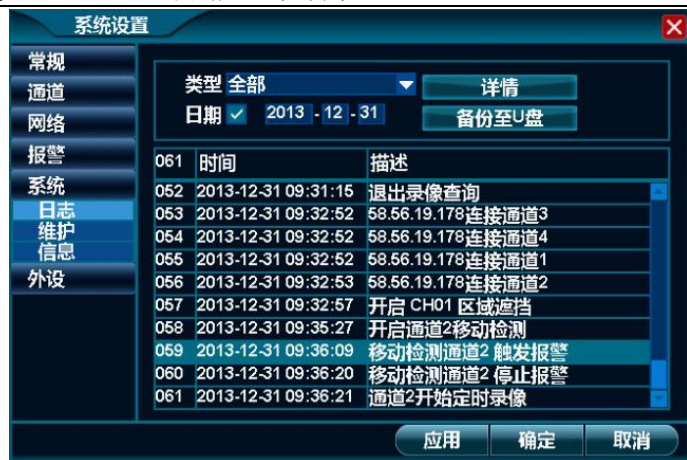 系统设置
常规
通道
网络
报警
系统
日志
维护
信息
外设
类型 全部 详情
日期 2013 - 12 - 31 备份至U盘
061 时间 描述
052 2013-12-31 09:31:15 退出录像查询
053 2013-12-31 09:32:52 58.56.19.178连接通道3
054 2013-12-31 09:32:52 58.56.19.178连接通道4
055 2013-12-31 09:32:52 58.56.19.178连接通道1
056 2013-12-31 09:32:53 58.56.19.178连接通道2
057 2013-12-31 09:32:57 开启 CH01 区域遮挡
058 2013-12-31 09:35:27 开启通道2移动检测
059 2013-12-31 09:36:09 移动检测通道2 触发报警
060 2013-12-31 09:36:20 移动检测通道2 停止报警
061 2013-12-31 09:36:21 通道2开始定时录像
应用 确定 取消